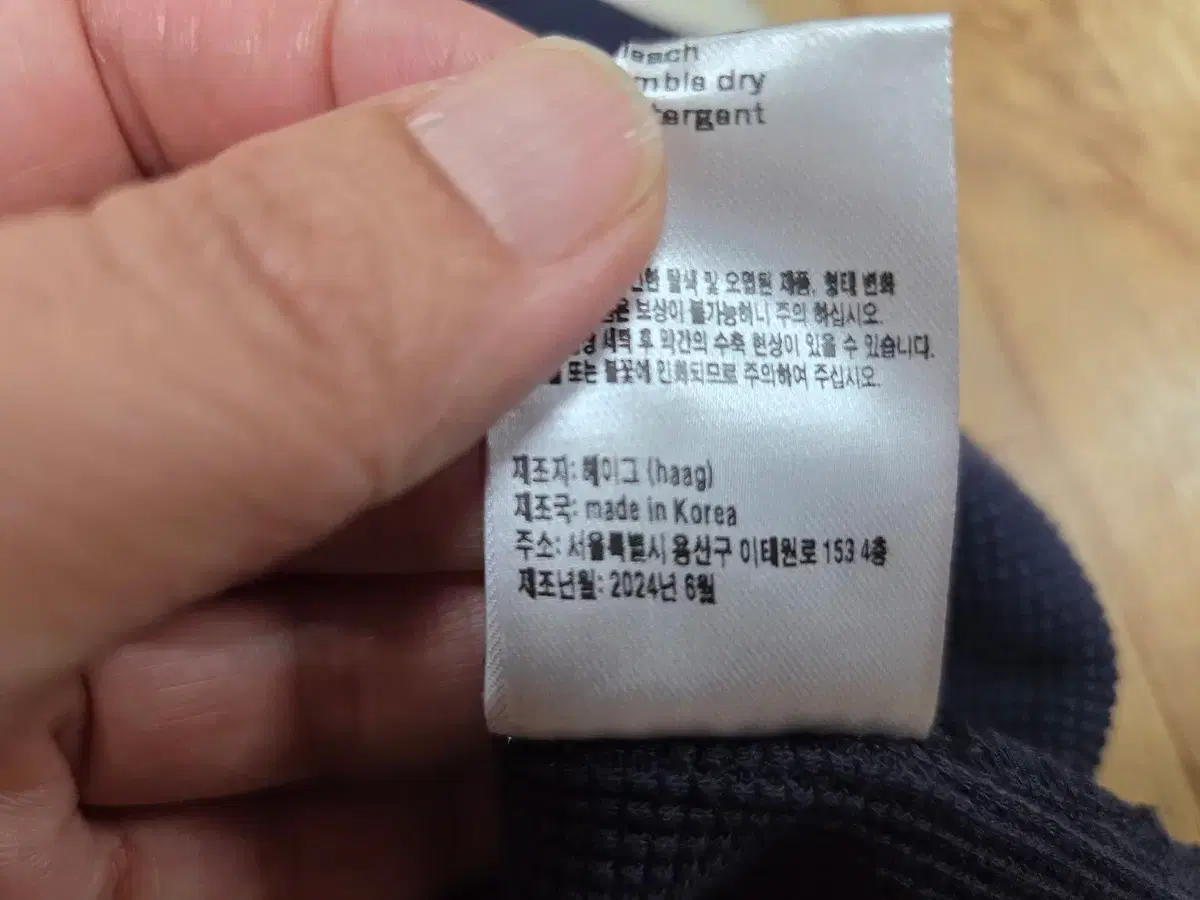 dry
탈색 및 오염된 제품, 형태 변화
보상이 불가능하니 주의 하십시오.
세탁 후 약간의 수축 현상이 있을 수 있습니다.
또는 불꽃에 인화되므로 주의하여 주십시오.
제조자: 헤이그 (haag)
제조국: made in Korea
주소: 서울특별시 용산구 이태원로 153 4층
제조년월: 2024년 6월